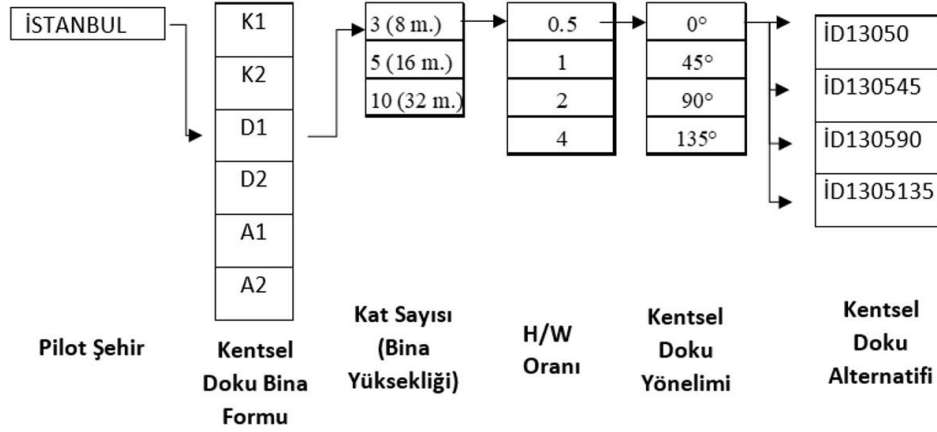 İSTANBUL
K1
K2
D1
D2
A1
A2
3 (8 m.)
5 (16 m.)
10 (32 m.)
0.5
1
2
4
0°
45°
90°
135°
İD13050
İD130545
İD130590
İD1305135
Pilot Şehir
Kentsel
Doku Bina
Formu
Kat Sayısı
(Bina
Yüksekliği)
H/W
Oranı
Kentsel
Doku
Yönelimi
Kentsel
Doku
Alternatifi